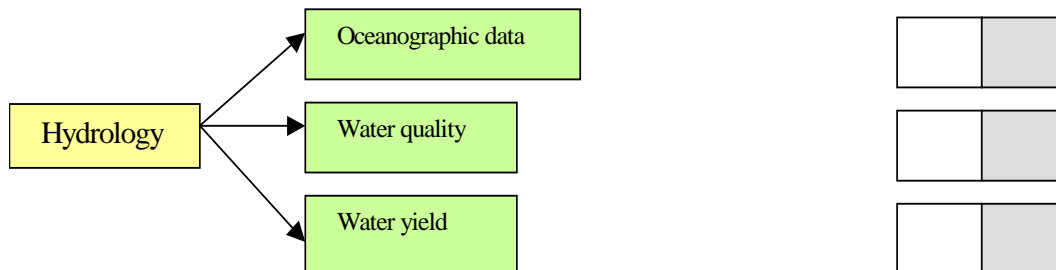 Oceanographic data
Hydrology
Water quality
Water yield